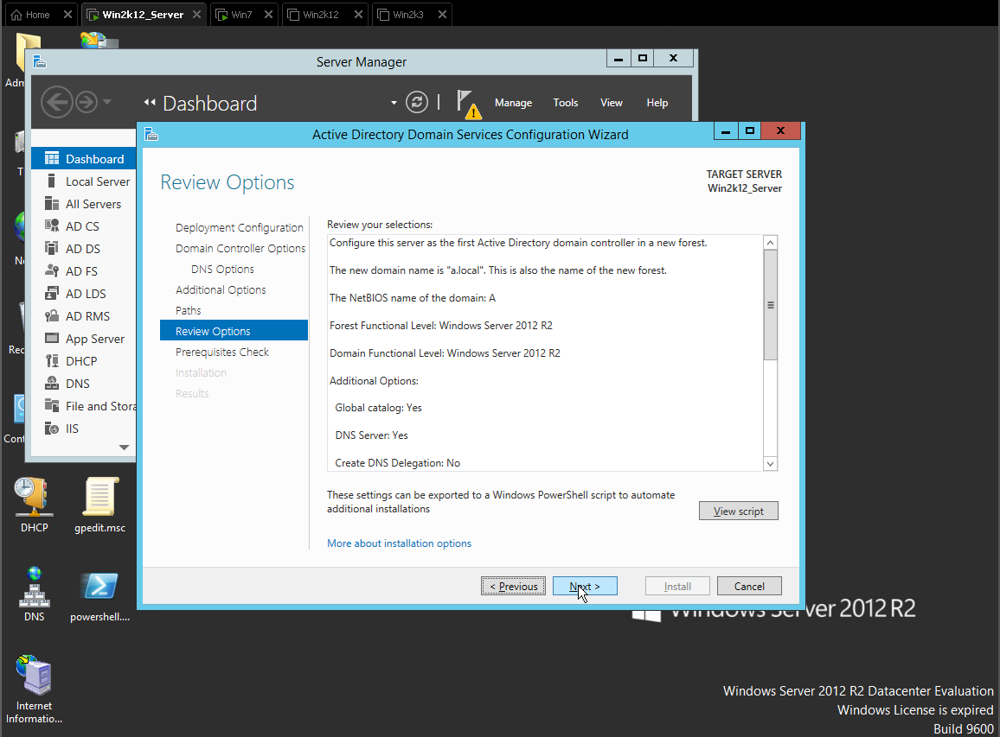 Home
Win2k12_Server
Win7
Win2k12
Win2k3
Server Manager
Dashboard
Manage
Tools
View
Help
Active Directory Domain Services Configuration Wizard
Dashboard
Local Server
All Servers
AD CS
AD DS
AD FS
AD LDS
AD RMS
App Server
DHCP
DNS
File and Stora
IIS
Review Options
TARGET SERVER
Win2k12_Server
Deployment Configuration
Domain Controller Options
DNS Options
Additional Options
Paths
Review Options
Prerequisites Check
Installation
Results
Review your selections:
Configure this server as the first Active Directory domain controller in a new forest.
The new domain name is "a.local". This is also the name of the new forest.
The NetBIOS name of the domain: A
Forest Functional Level: Windows Server 2012 R2
Domain Functional Level: Windows Server 2012 R2
Additional Options:
Global catalog: Yes
DNS Server: Yes
Create DNS Delegation: No
These settings can be exported to a Windows PowerShell script to automate
additional installations
View script
More about installation options
< Previous
Next >
Install
Cancel
DHCP
gpedit.msc
DNS
powershell....
Internet
Informatio...
Windows Server 2012 R2
Windows Server 2012 R2 Datacenter Evaluation
Windows License is expired
Build 9600